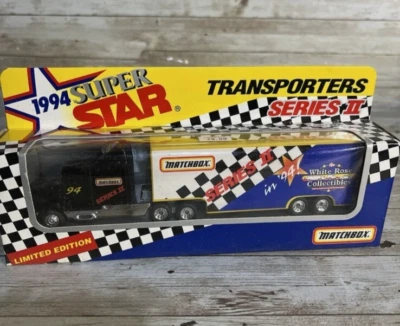 1994 SUPER STAR
TRANSPORTERS
SERIES II
94
MATCHBOX
SERIES II
in '94
White Rose
Collectibles
LIMITED EDITION
MATCHBOX